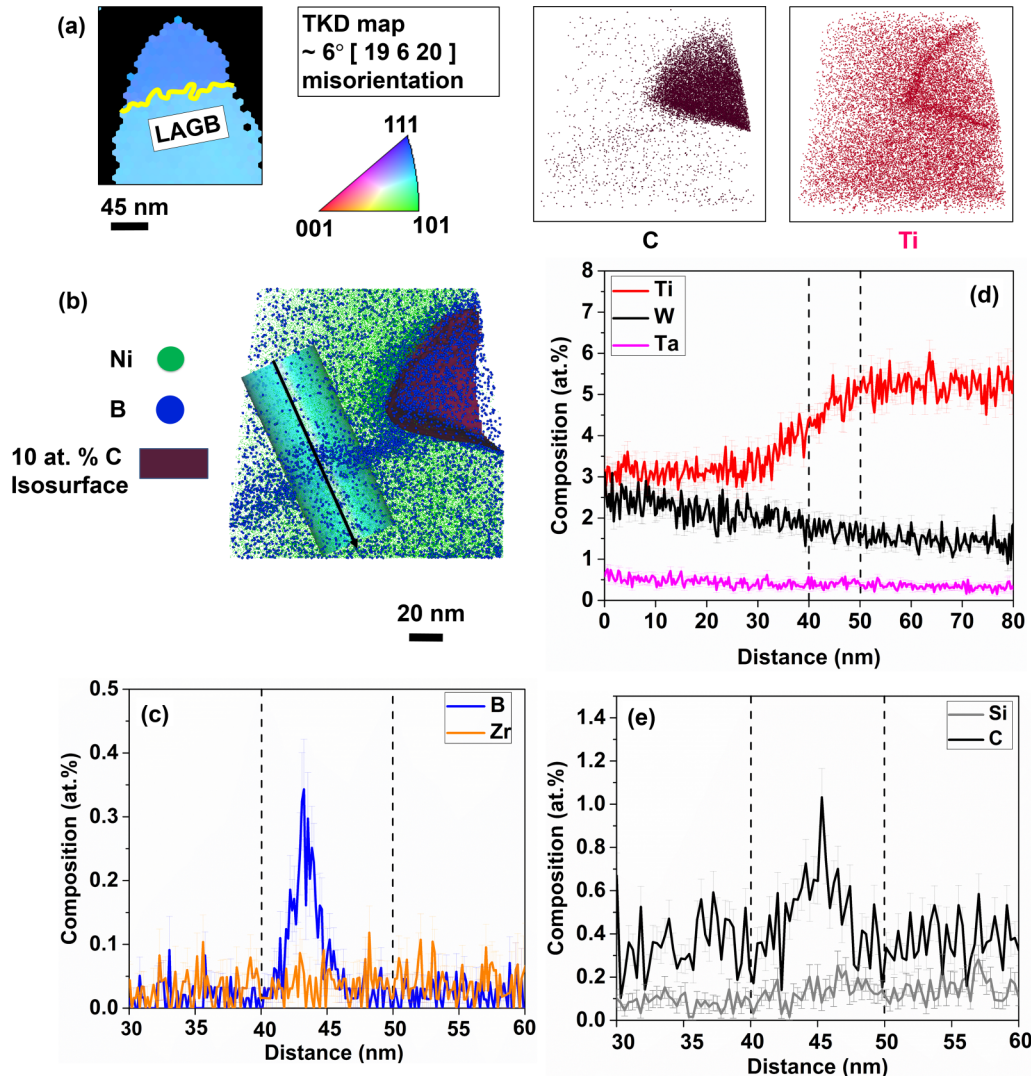 (a)
TKD map
~ 6° [ 19 6 20 ]
misorientation
LAGB
45 nm
111
001
101
C
Ti
(b)
Ni
B
10 at. % C
Isosurface
20 nm
(d)
Ti
W
Ta
Composition (at.%)
8
7
6
5
4
3
2
1
0
0 10 20 30 40 50 60 70 80
Distance (nm)
(c)
B
Zr
Composition (at.%)
0.5
0.4
0.3
0.2
0.1
0.0
30 35 40 45 50 55 60
Distance (nm)
(e)
Si
C
Composition (at.%)
1.4
1.2
1.0
0.8
0.6
0.4
0.2
0.0
30 35 40 45 50 55 60
Distance (nm)